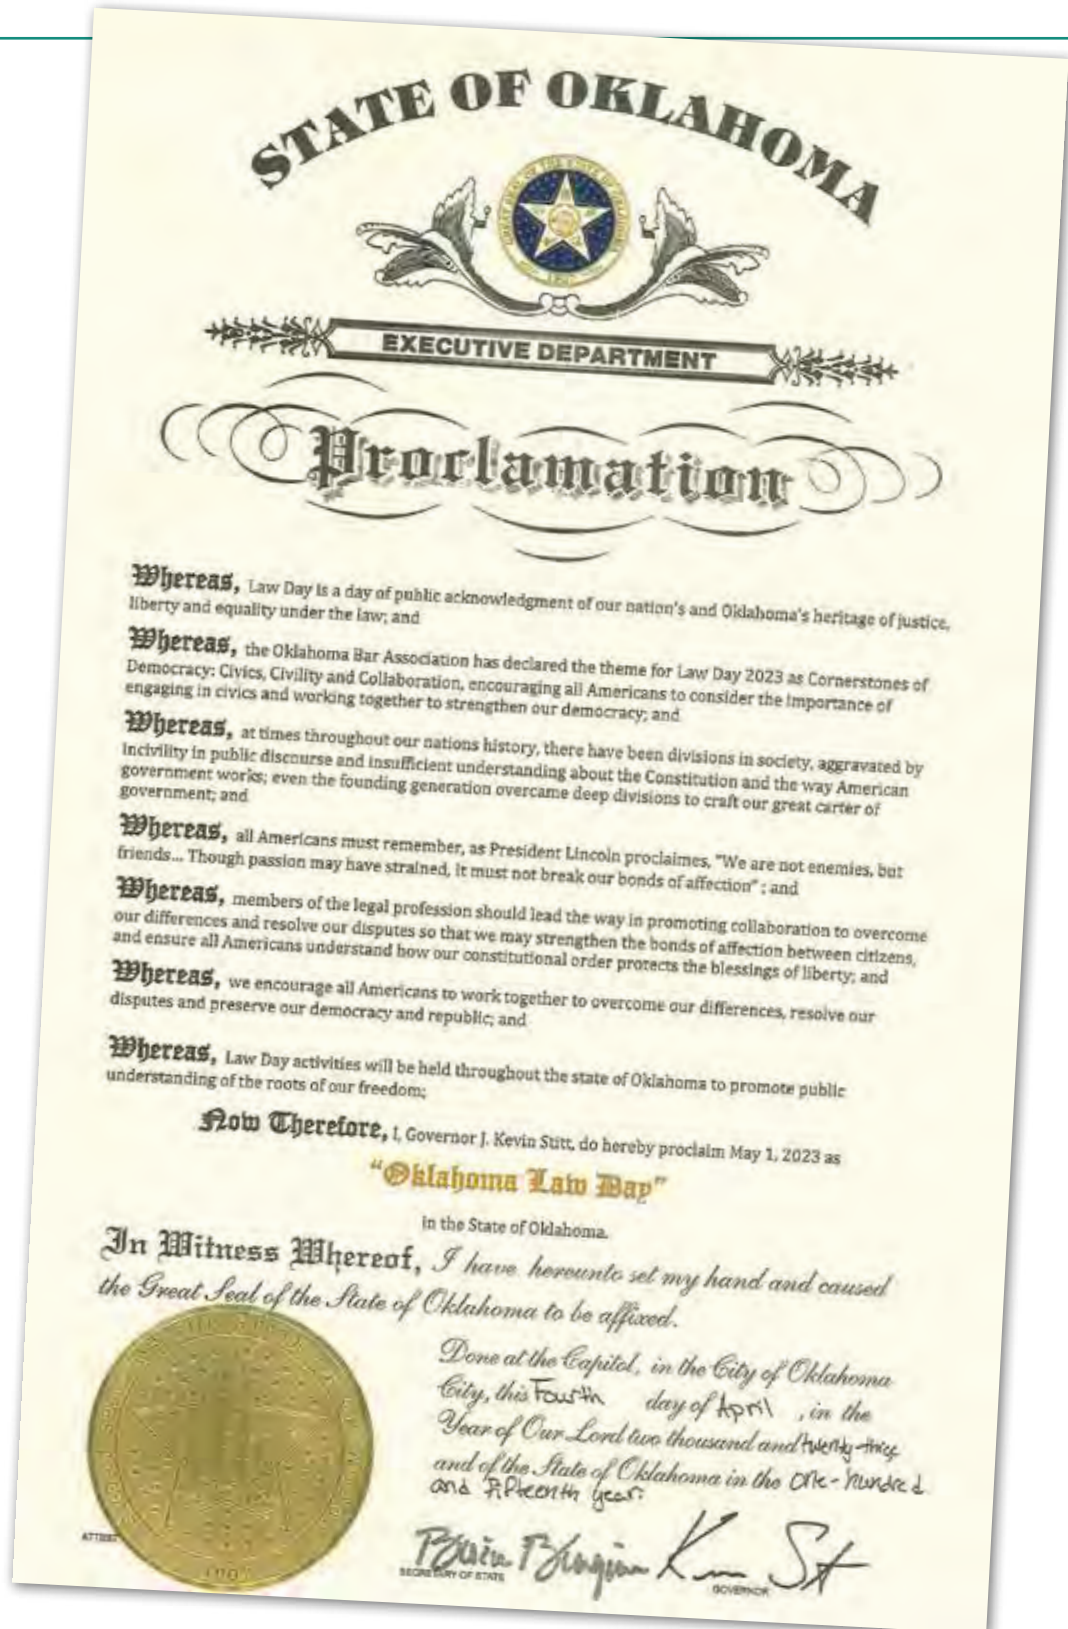 STATE OF OKLAHOMA
GREAT SEAL OF THE STATE OF OKLAHOMA
1907
EXECUTIVE DEPARTMENT
Proclamation
Whereas, Law Day is a day of public acknowledgment of our nation's and Oklahoma's heritage of justice,
liberty and equality under the law; and
Whereas, the Oklahoma Bar Association has declared the theme for Law Day 2023 as Cornerstones of
Democracy: Civics, Civility and Collaboration, encouraging all Americans to consider the importance of
engaging in civics and working together to strengthen our democracy; and
Whereas, at times throughout our nations history, there have been divisions in society, aggravated by
incivility in public discourse and insufficient understanding about the Constitution and the way American
government works; even the founding generation overcame deep divisions to craft our great carter of
government; and
Whereas, all Americans must remember, as President Lincoln proclaimes, "We are not enemies, but
friends... Though passion may have strained, it must not break our bonds of affection" ; and
Whereas, members of the legal profession should lead the way in promoting collaboration to overcome
our differences and resolve our disputes so that we may strengthen the bonds of affection between citizens,
and ensure all Americans understand how our constitutional order protects the blessings of liberty; and
Whereas, we encourage all Americans to work together to overcome our differences, resolve our
disputes and preserve our democracy and republic; and
Whereas, Law Day activities will be held throughout the state of Oklahoma to promote public
understanding of the roots of our freedom;
Now Therefore, I, Governor J. Kevin Stitt, do hereby proclaim May 1, 2023 as
"Oklahoma Law Day"
in the State of Oklahoma.
In Witness Whereof, I have hereunto set my hand and caused
the Great Seal of the State of Oklahoma to be affixed.
Done at the Capitol, in the City of Oklahoma
City, this Fourth day of April , in the
Year of Our Lord two thousand and twenty-three
and of the State of Oklahoma in the one-hundred
and fifteenth year.
ATTEST
1907
SECRETARY OF STATE
GOVERNOR